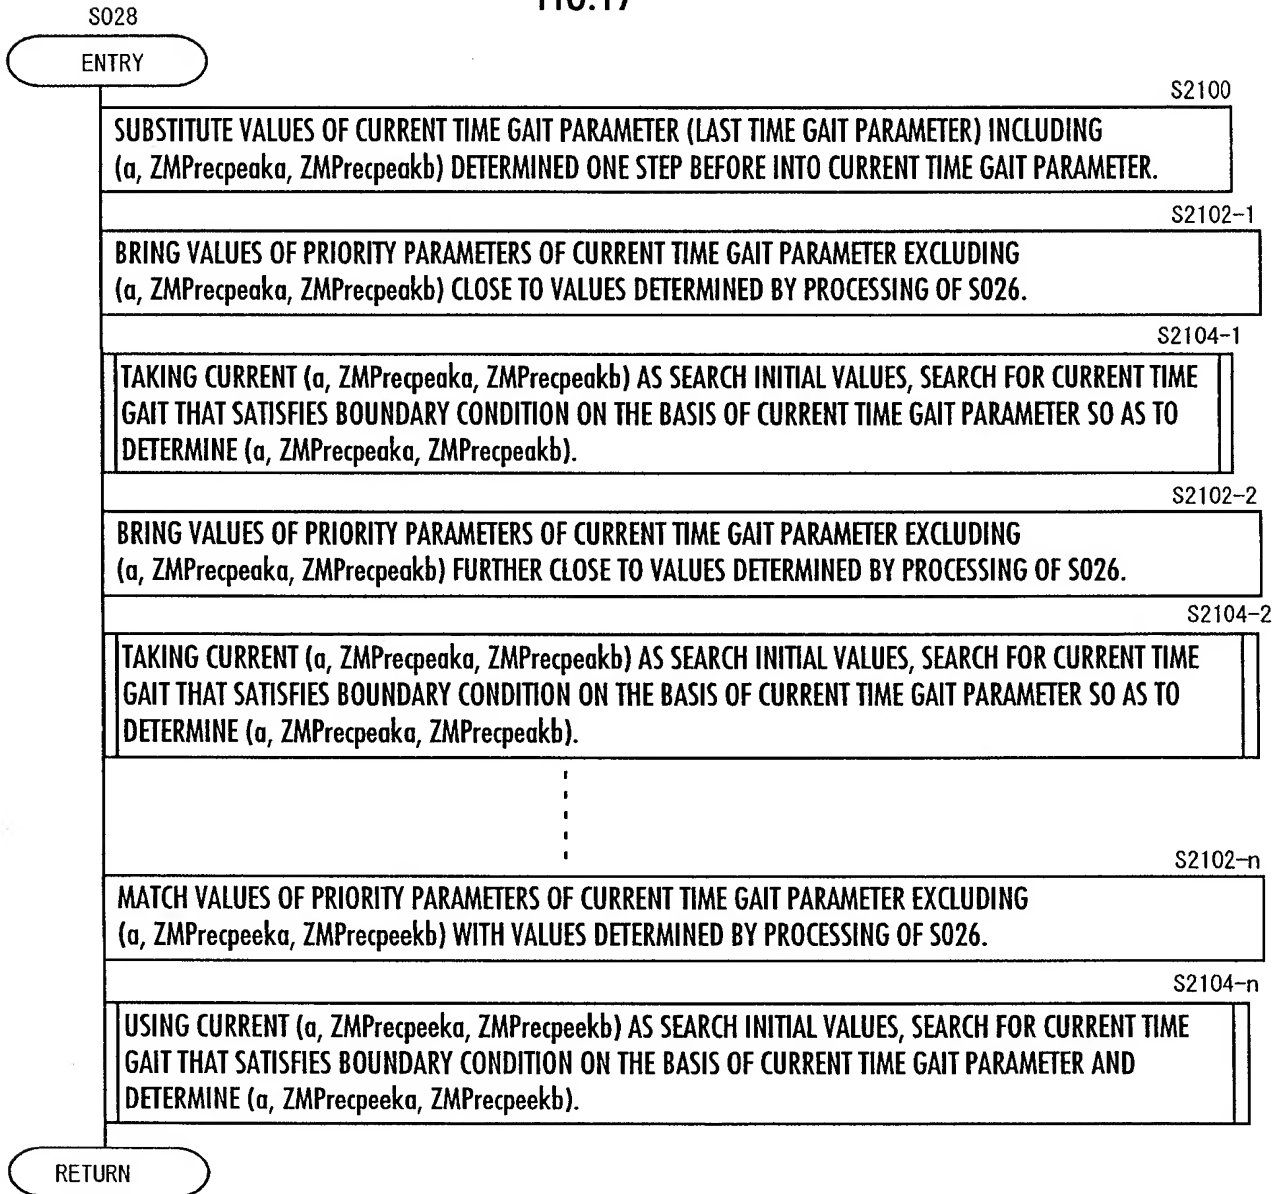 FIG.17
S028
ENTRY
S2100
SUBSTITUTE VALUES OF CURRENT TIME GAIT PARAMETER (LAST TIME GAIT PARAMETER) INCLUDING
(a, ZMPrecpeaka, ZMPrecpeakb) DETERMINED ONE STEP BEFORE INTO CURRENT TIME GAIT PARAMETER.
S2102-1
BRING VALUES OF PRIORITY PARAMETERS OF CURRENT TIME GAIT PARAMETER EXCLUDING
(a, ZMPrecpeaka, ZMPrecpeakb) CLOSE TO VALUES DETERMINED BY PROCESSING OF S026.
S2104-1
TAKING CURRENT (a, ZMPrecpeaka, ZMPrecpeakb) AS SEARCH INITIAL VALUES, SEARCH FOR CURRENT TIME
GAIT THAT SATISFIES BOUNDARY CONDITION ON THE BASIS OF CURRENT TIME GAIT PARAMETER SO AS TO
DETERMINE (a, ZMPrecpeaka, ZMPrecpeakb).
S2102-2
BRING VALUES OF PRIORITY PARAMETERS OF CURRENT TIME GAIT PARAMETER EXCLUDING
(a, ZMPrecpeaka, ZMPrecpeakb) FURTHER CLOSE TO VALUES DETERMINED BY PROCESSING OF S026.
S2104-2
TAKING CURRENT (a, ZMPrecpeaka, ZMPrecpeakb) AS SEARCH INITIAL VALUES, SEARCH FOR CURRENT TIME
GAIT THAT SATISFIES BOUNDARY CONDITION ON THE BASIS OF CURRENT TIME GAIT PARAMETER SO AS TO
DETERMINE (a, ZMPrecpeaka, ZMPrecpeakb).
S2102-n
MATCH VALUES OF PRIORITY PARAMETERS OF CURRENT TIME GAIT PARAMETER EXCLUDING
(a, ZMPrecpeeka, ZMPrecpeekb) WITH VALUES DETERMINED BY PROCESSING OF S026.
S2104-n
USING CURRENT (a, ZMPrecpeeka, ZMPrecpeekb) AS SEARCH INITIAL VALUES, SEARCH FOR CURRENT TIME
GAIT THAT SATISFIES BOUNDARY CONDITION ON THE BASIS OF CURRENT TIME GAIT PARAMETER AND
DETERMINE (a, ZMPrecpeeka, ZMPrecpeekb).
RETURN